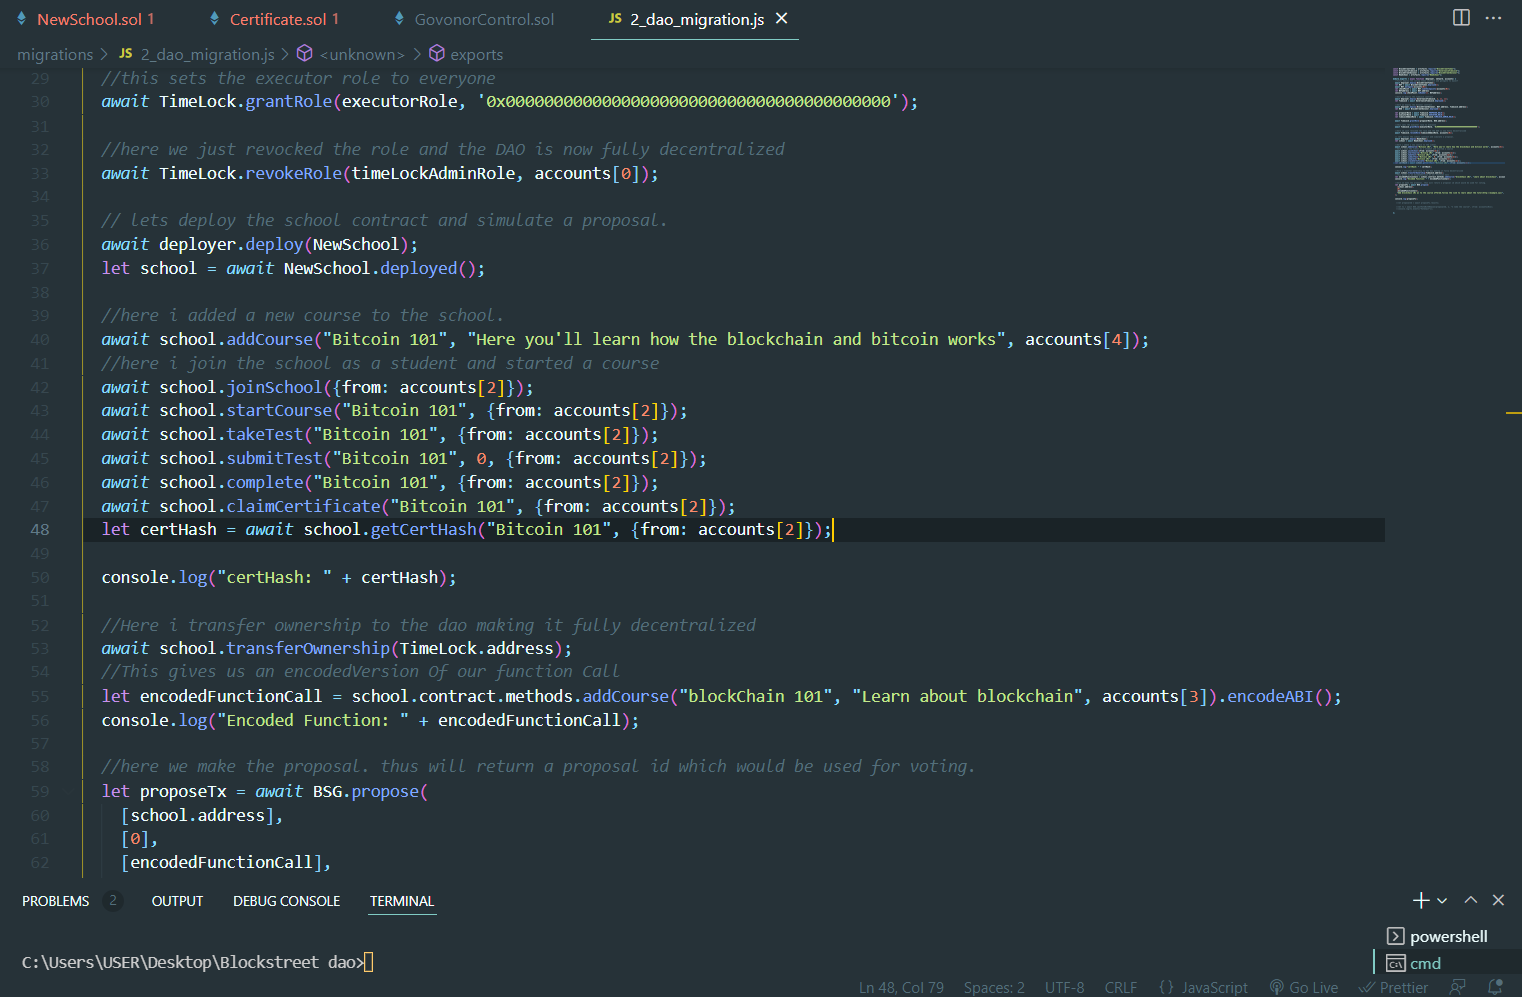 NewSchool.sol 1
Certificate.sol 1
GovonorControl.sol
JS 2_dao_migration.js
migrations > JS 2_dao_migration.js > <unknown> > exports
29 //this sets the executor role to everyone
30 await TimeLock.grantRole(executorRole, '0x0000000000000000000000000000000000000000');
31
32 //here we just revocked the role and the DAO is now fully decentralized
33 await TimeLock.revokeRole(timeLockAdminRole, accounts[0]);
34
35 // lets deploy the school contract and simulate a proposal.
36 await deployer.deploy(NewSchool);
37 let school = await NewSchool.deployed();
38
39 //here i added a new course to the school.
40 await school.addCourse("Bitcoin 101", "Here you'll learn how the blockchain and bitcoin works", accounts[4]);
41 //here i join the school as a student and started a course
42 await school.joinSchool({from: accounts[2]});
43 await school.startCourse("Bitcoin 101", {from: accounts[2]});
44 await school.takeTest("Bitcoin 101", {from: accounts[2]});
45 await school.submitTest("Bitcoin 101", 0, {from: accounts[2]});
46 await school.complete("Bitcoin 101", {from: accounts[2]});
47 await school.claimCertificate("Bitcoin 101", {from: accounts[2]});
48 let certHash = await school.getCertHash("Bitcoin 101", {from: accounts[2]});
49
50 console.log("certHash: " + certHash);
51
52 //Here i transfer ownership to the dao making it fully decentralized
53 await school.transferOwnership(TimeLock.address);
54 //This gives us an encodedVersion Of our function Call
55 let encodedFunctionCall = school.contract.methods.addCourse("blockChain 101", "Learn about blockchain", accounts[3]).encodeABI();
56 console.log("Encoded Function: " + encodedFunctionCall);
57
58 //here we make the proposal. thus will return a proposal id which would be used for voting.
59 let proposeTx = await BSG.propose(
60 [school.address],
61 [0],
62 [encodedFunctionCall],
PROBLEMS 2 OUTPUT DEBUG CONSOLE TERMINAL
powershell
C:\Users\USER\Desktop\Blockstreet dao>
cmd
Ln 48, Col 79 Spaces: 2 UTF-8 CRLF {} JavaScript Go Live Prettier